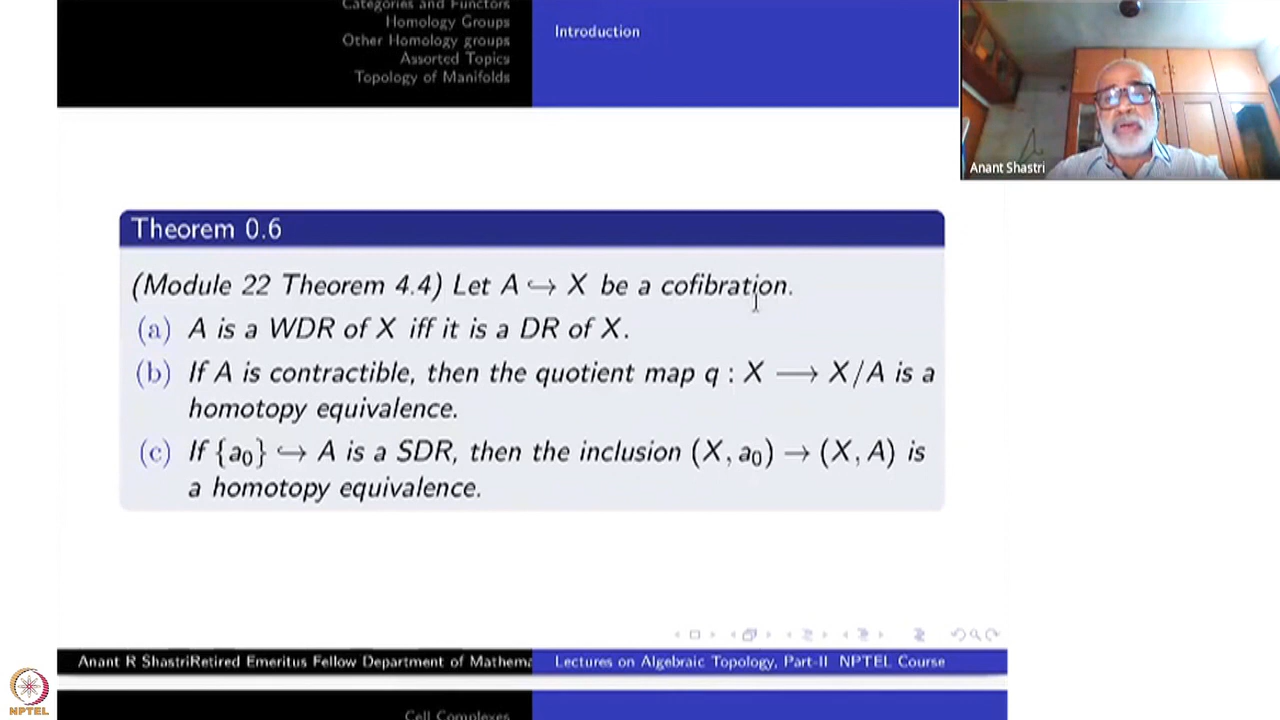 Categories and Functors
Homology Groups
Other Homology groups
Assorted Topics
Topology of Manifolds
Introduction
Anant Shastri
Theorem 0.6
(Module 22 Theorem 4.4) Let A ↪ X be a cofibration.
(a) A is a WDR of X iff it is a DR of X.
(b) If A is contractible, then the quotient map q : X ⟶ X/A is a
homotopy equivalence.
(c) If {a₀} ↪ A is a SDR, then the inclusion (X, a₀) → (X, A) is
a homotopy equivalence.
Anant R ShastriRetired Emeritus Fellow Department of Mathema
Lectures on Algebraic Topology, Part-II NPTEL Course
NPTEL
Cell Complexes